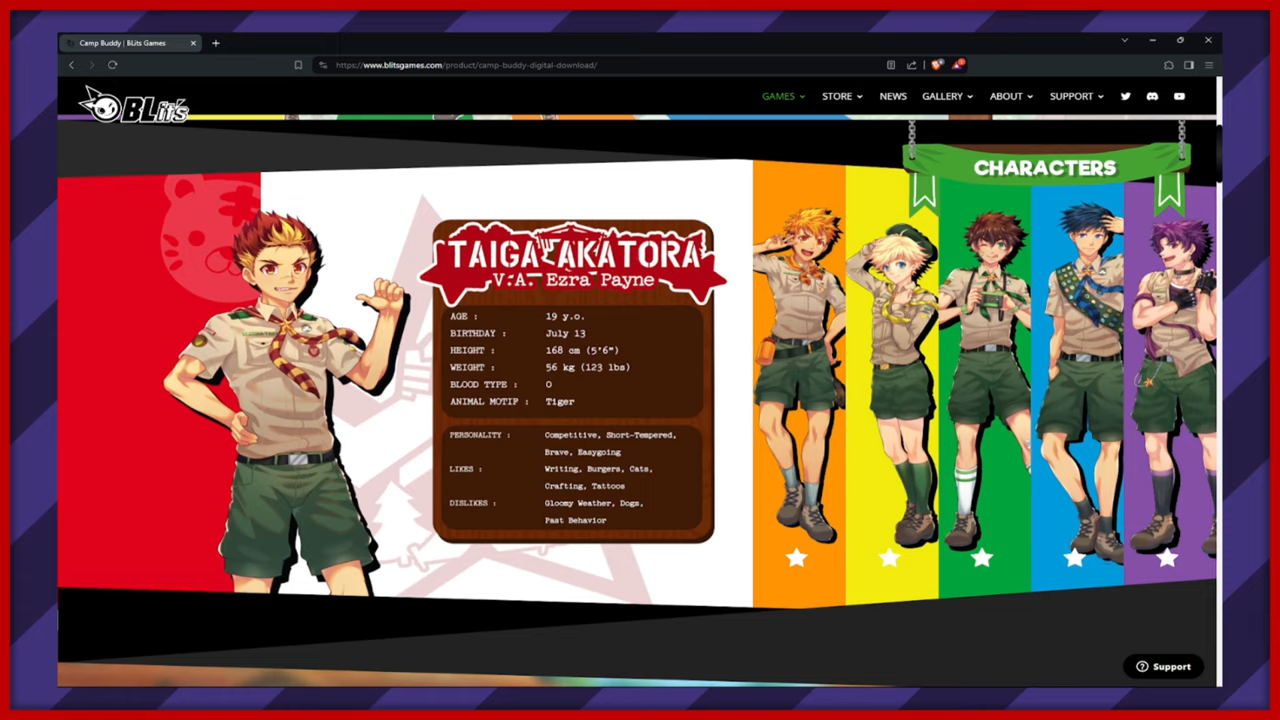 Camp Buddy | BLits Games
https://www.blitsgames.com/product/camp-buddy-digital-download/
BLit's
GAMES STORE NEWS GALLERY ABOUT SUPPORT
CHARACTERS
TAIGA AKATORA
V.A. Ezra Payne
AGE : 19 y.o.
BIRTHDAY : July 13
HEIGHT : 168 cm (5'6")
WEIGHT : 56 kg (123 lbs)
BLOOD TYPE : O
ANIMAL MOTIF : Tiger
PERSONALITY : Competitive, Short-Tempered,
Brave, Easygoing
LIKES : Writing, Burgers, Cats,
Crafting, Tattoos
DISLIKES : Gloomy Weather, Dogs,
Past Behavior
Support